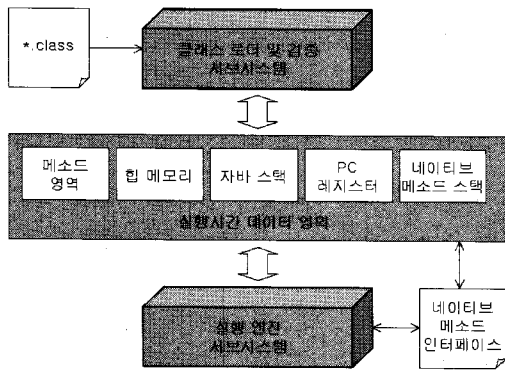 *.class
클래스 로더 및 검증
서브시스템
메소드
영역
힙 메모리
자바 스택
PC
레지스터
네이티브
메소드 스택
실행시간 데이터 영역
실행 엔진
서브시스템
네이티브
메소드
인터페이스